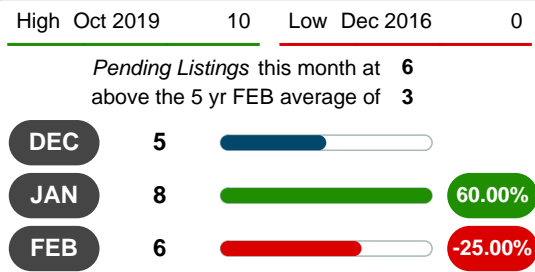 High Oct 2019 10 Low Dec 2016 0
Pending Listings this month at 6
above the 5 yr FEB average of 3
DEC 5
JAN 8 60.00%
FEB 6 -25.00%